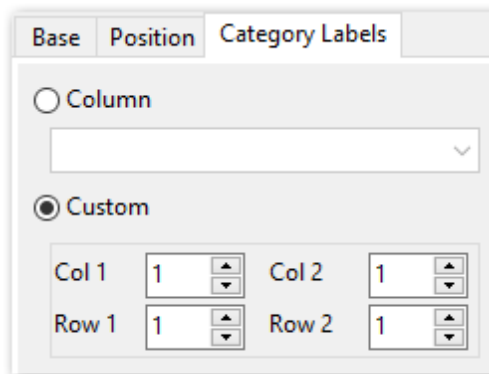 Base Position Category Labels
Column
Custom
Col 1 1 Col 2 1
Row 1 1 Row 2 1